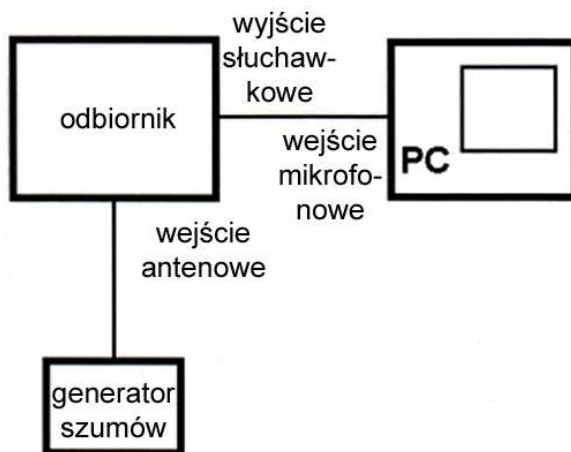 wyjście
słuchaw-
kowe
odbiornik
wejście
mikrofo-
nowe
PC
wejście
antenowe
generator
szumów